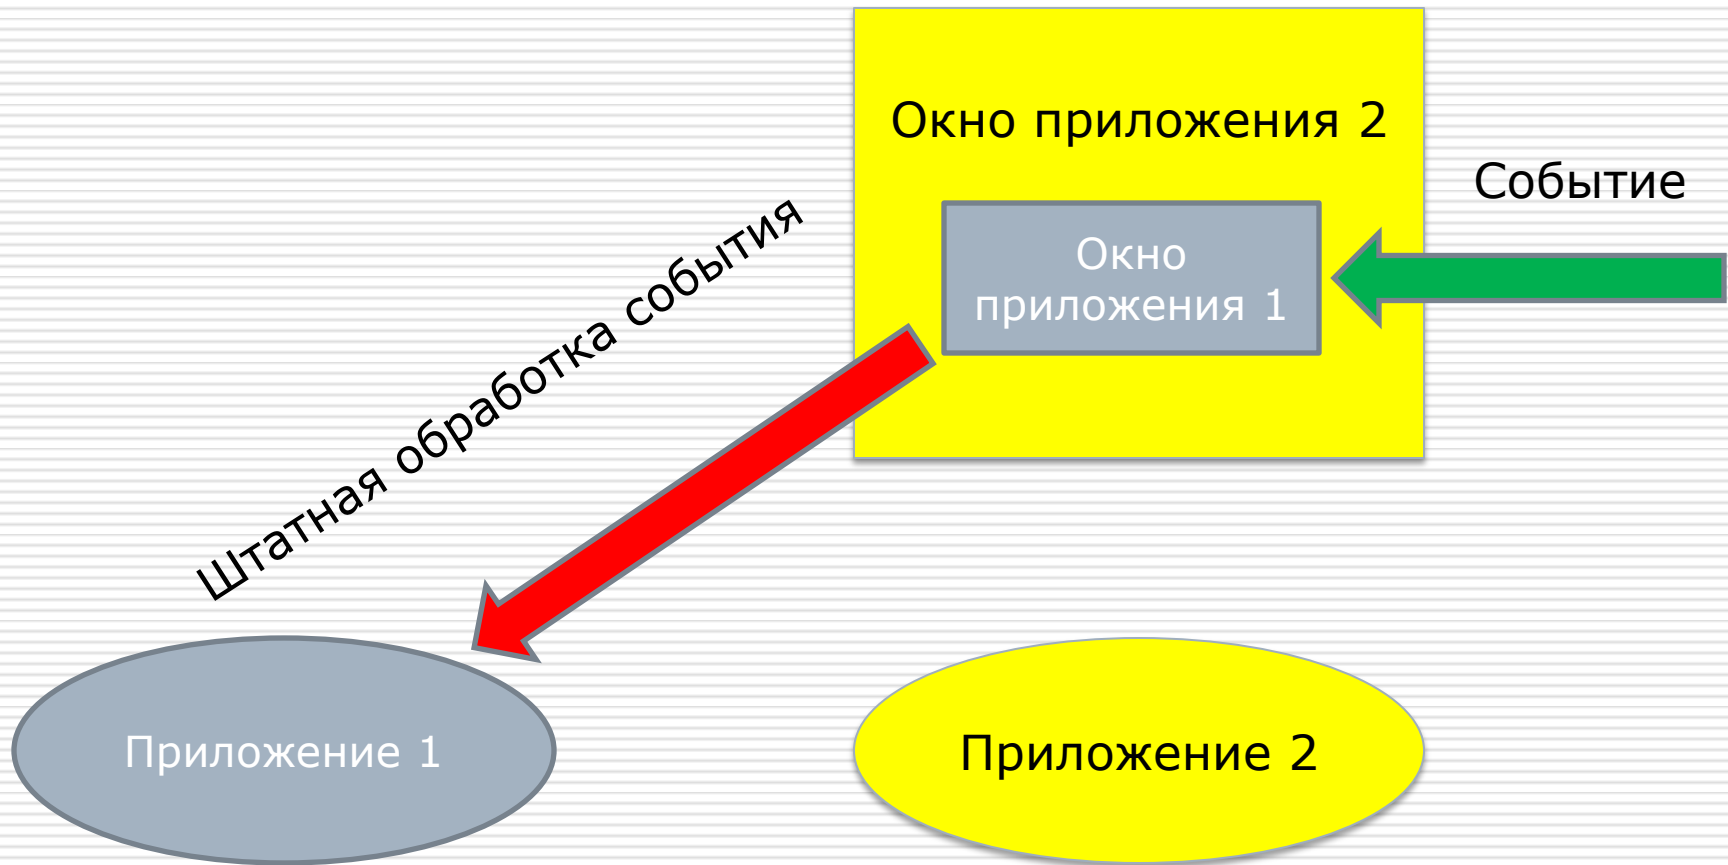 Окно приложения 2
Событие
Окно
приложения 1
Штатная обработка события
Приложение 1
Приложение 2